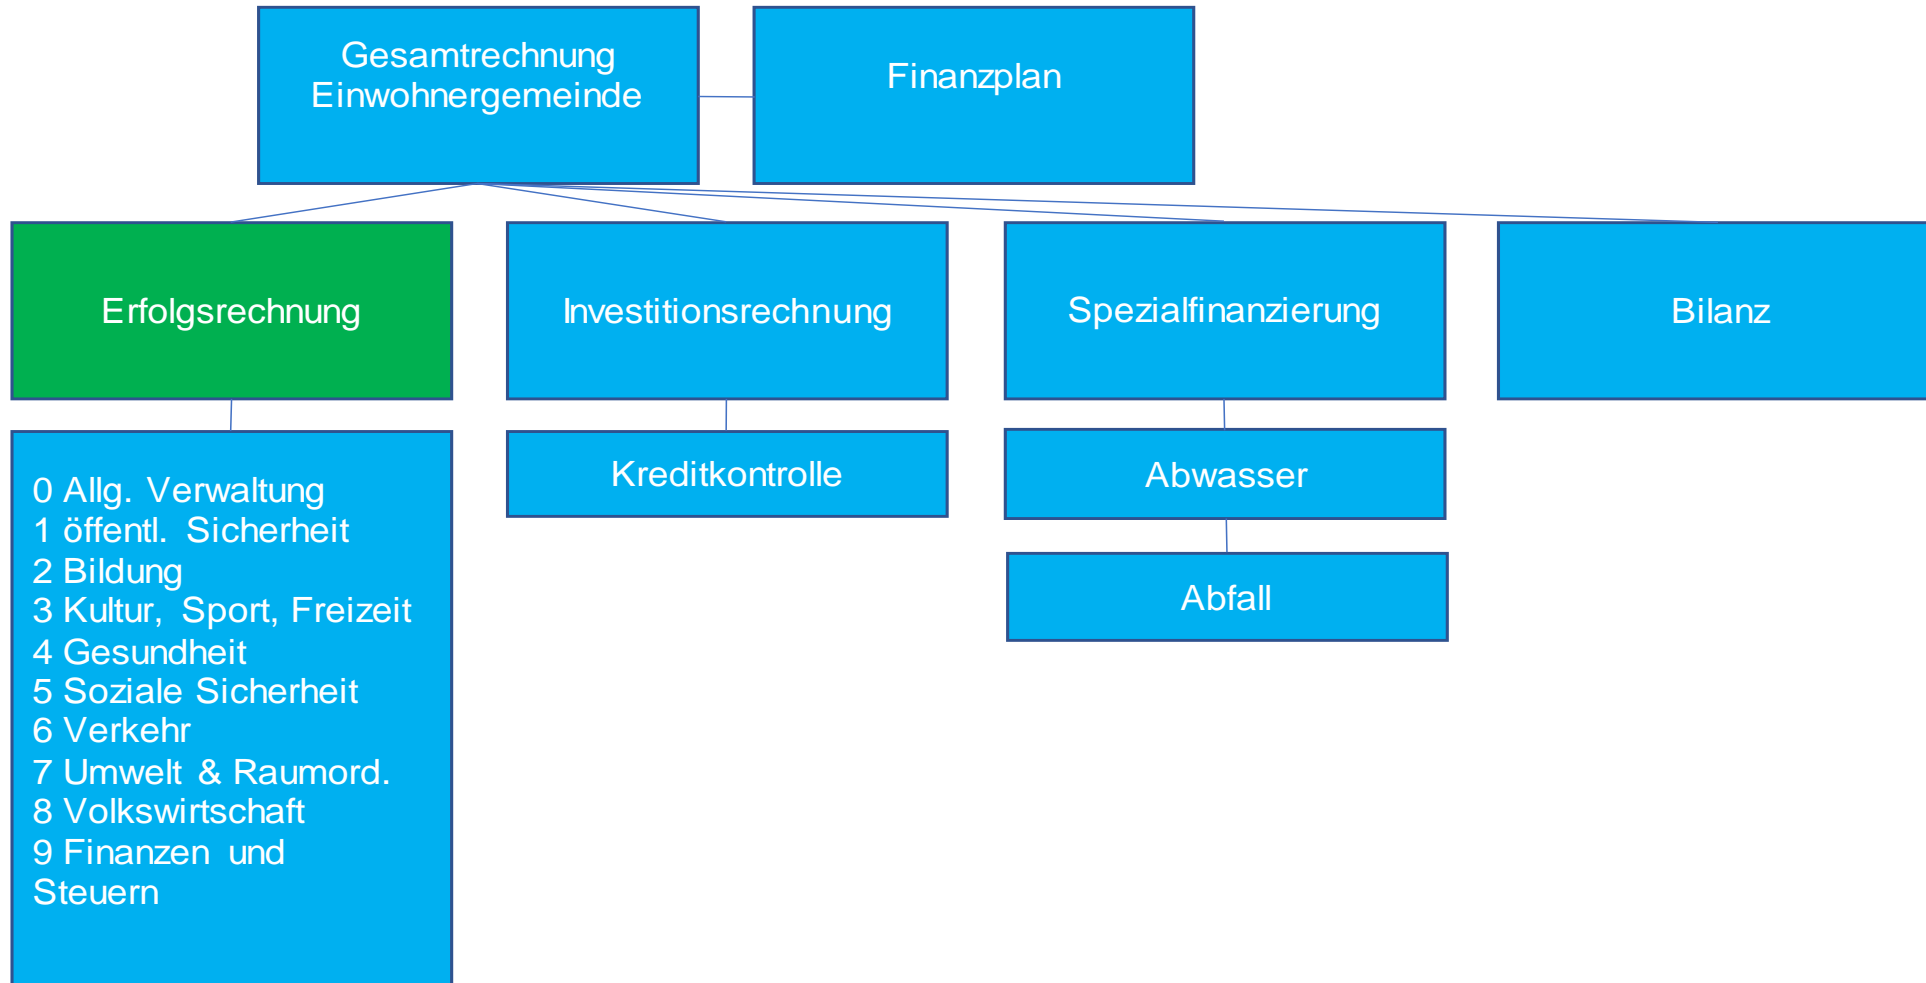 Gesamtrechnung
Einwohnergemeinde
Finanzplan
Erfolgsrechnung
Investitionsrechnung
Spezialfinanzierung
Bilanz
0 Allg. Verwaltung
1 öffentl. Sicherheit
2 Bildung
3 Kultur, Sport, Freizeit
4 Gesundheit
5 Soziale Sicherheit
6 Verkehr
7 Umwelt & Raumord.
8 Volkswirtschaft
9 Finanzen und
Steuern
Kreditkontrolle
Abwasser
Abfall